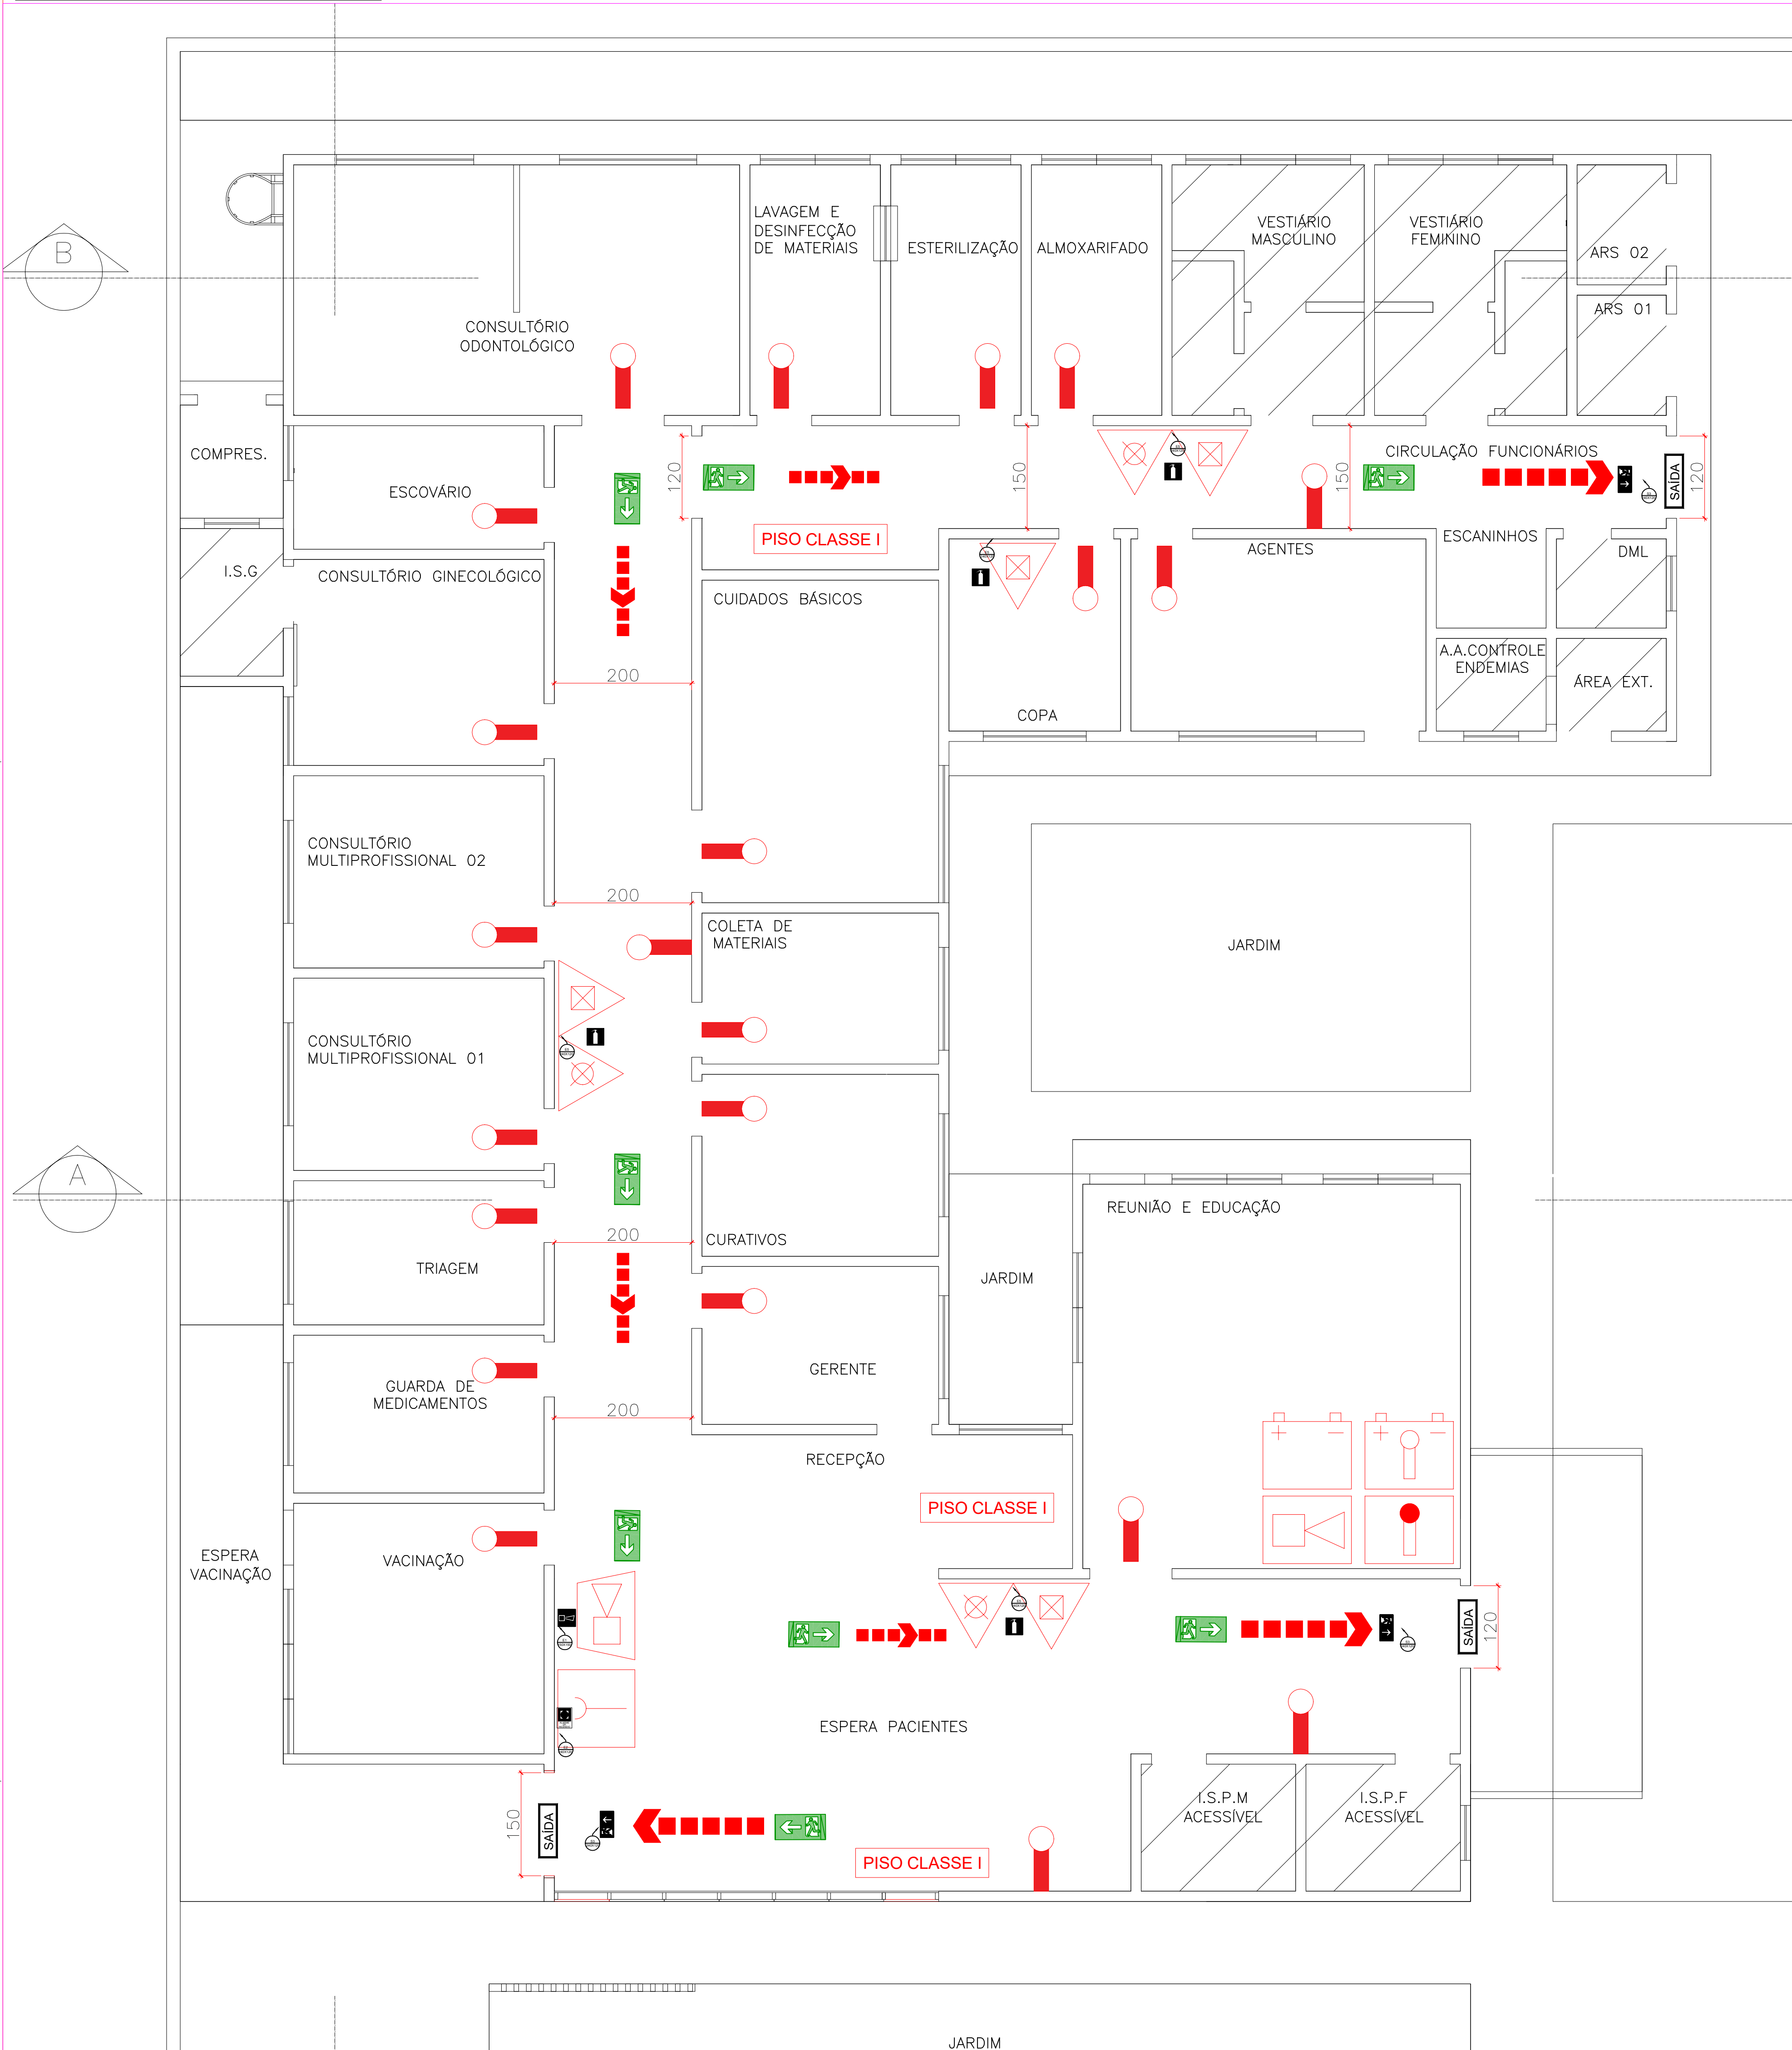 B
LAVAGEM E
DESINFECÇÃO
DE MATERIAIS
ESTERILIZAÇÃO
ALMOXARIFADO
VESTIÁRIO
MASCULINO
VESTIÁRIO
FEMININO
ARS 02
ARS 01
CONSULTÓRIO
ODONTOLÓGICO
COMPRES.
ESCOVÁRIO
120
150
150
CIRCULAÇÃO FUNCIONÁRIOS
SAÍDA
120
PISO CLASSE I
ESCANINHOS
AGENTES
DML
I.S.G
CONSULTÓRIO GINECOLÓGICO
CUIDADOS BÁSICOS
A.A.CONTROLE
ENDEMIAS
ÁREA EXT.
200
COPA
CONSULTÓRIO
MULTIPROFISSIONAL 02
200
COLETA DE
MATERIAIS
JARDIM
CONSULTÓRIO
MULTIPROFISSIONAL 01
A
REUNIÃO E EDUCAÇÃO
200
CURATIVOS
TRIAGEM
JARDIM
GERENTE
GUARDA DE
MEDICAMENTOS
200
RECEPÇÃO
+ −
+ −
PISO CLASSE I
ESPERA
VACINAÇÃO
VACINAÇÃO
SAÍDA
120
ESPERA PACIENTES
150
SAÍDA
I.S.P.M
ACESSÍVEL
I.S.P.F
ACESSÍVEL
PISO CLASSE I
JARDIM